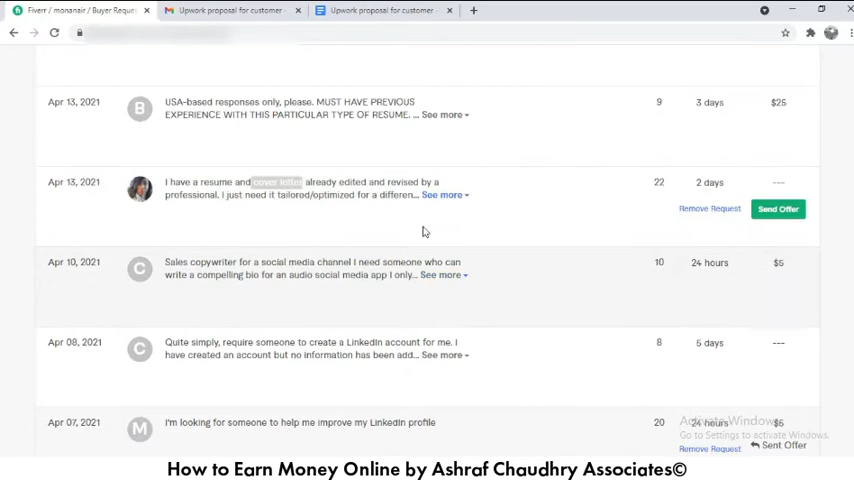 Fiverr / monanair / Buyer Reques
Upwork proposal for customer -
Upwork proposal for customer -
Apr 13, 2021
B
USA-based responses only, please. MUST HAVE PREVIOUS
EXPERIENCE WITH THIS PARTICULAR TYPE OF RESUME. ... See more
9
3 days
$25
Apr 13, 2021
I have a resume and cover letter already edited and revised by a
professional. I just need it tailored/optimized for a differen... See more
22
2 days
---
Remove Request
Send Offer
Apr 10, 2021
C
Sales copywriter for a social media channel I need someone who can
write a compelling bio for an audio social media app I only... See more
10
24 hours
$5
Apr 08, 2021
C
Quite simply, require someone to create a LinkedIn account for me. I
have created an account but no information has been add... See more
8
5 days
---
Apr 07, 2021
M
I'm looking for someone to help me improve my LinkedIn profile
20
24 hours
$5
Activate Windows
Go to Settings to activate Windows.
Remove Request
Sent Offer
How to Earn Money Online by Ashraf Chaudhry Associates©